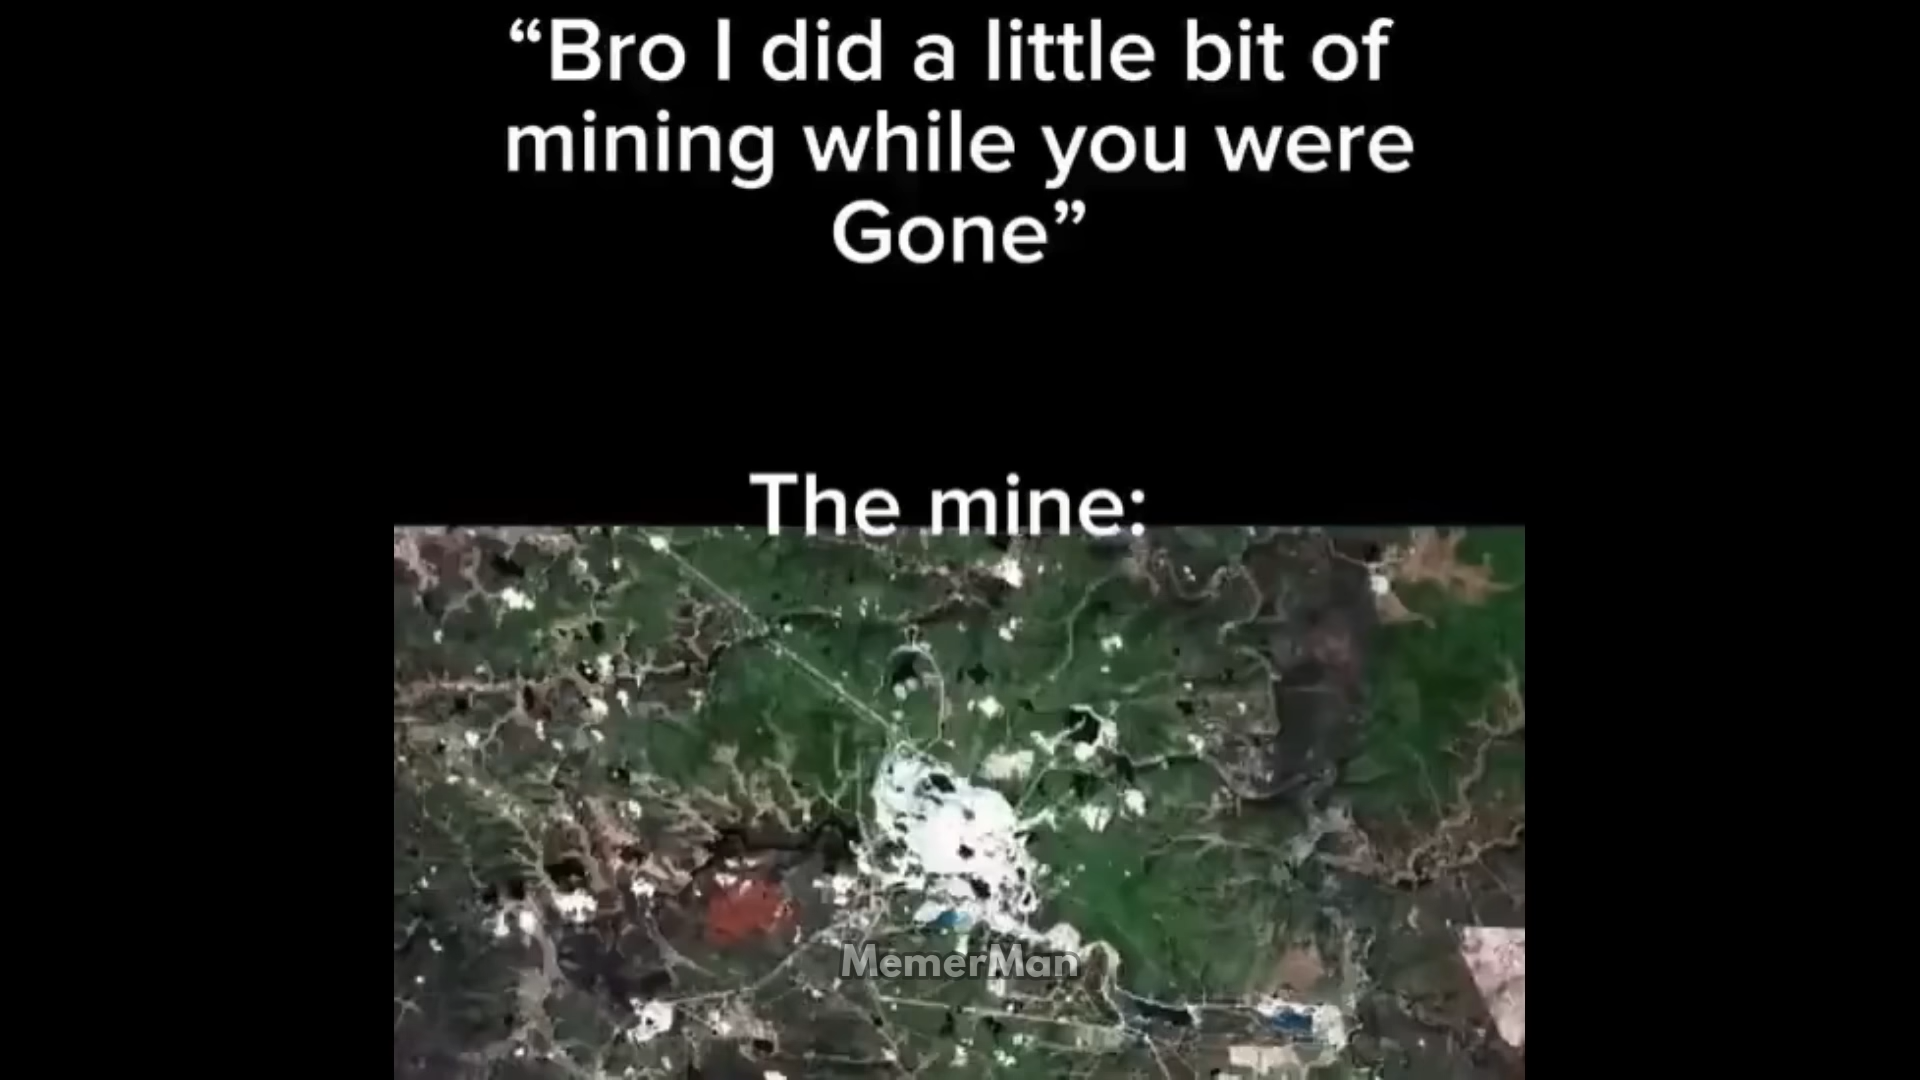 “Bro I did a little bit of
mining while you were
Gone”
The mine:
MemerMan